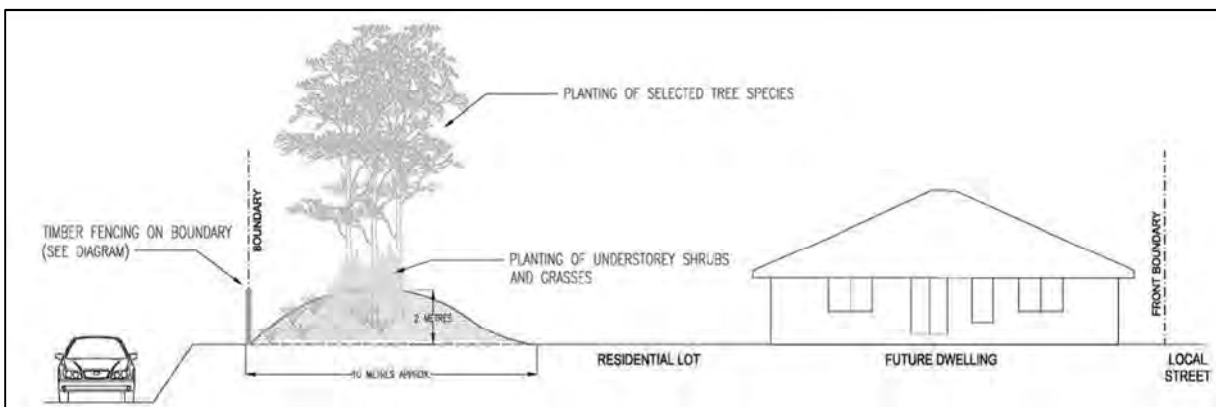 PLANTING OF SELECTED TREE SPECIES
BOUNDARY
TIMBER FENCING ON BOUNDARY
(SEE DIAGRAM)
PLANTING OF UNDERSTOREY SHRUBS
AND GRASSES
2 METRES
10 METRES APPROX.
RESIDENTIAL LOT
FUTURE DWELLING
FRONT BOUNDARY
LOCAL
STREET